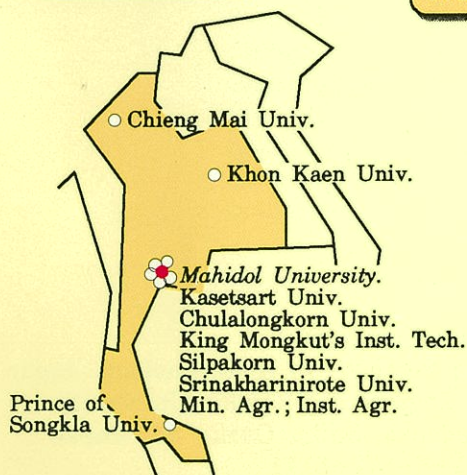 Chieng Mai Univ.
Khon Kaen Univ.
Mahidol University.
Kasetsart Univ.
Chulalongkorn Univ.
King Mongkut's Inst. Tech.
Silpakorn Univ.
Srinakharinirote Univ.
Min. Agr.; Inst. Agr.
Prince of
Songkla Univ.